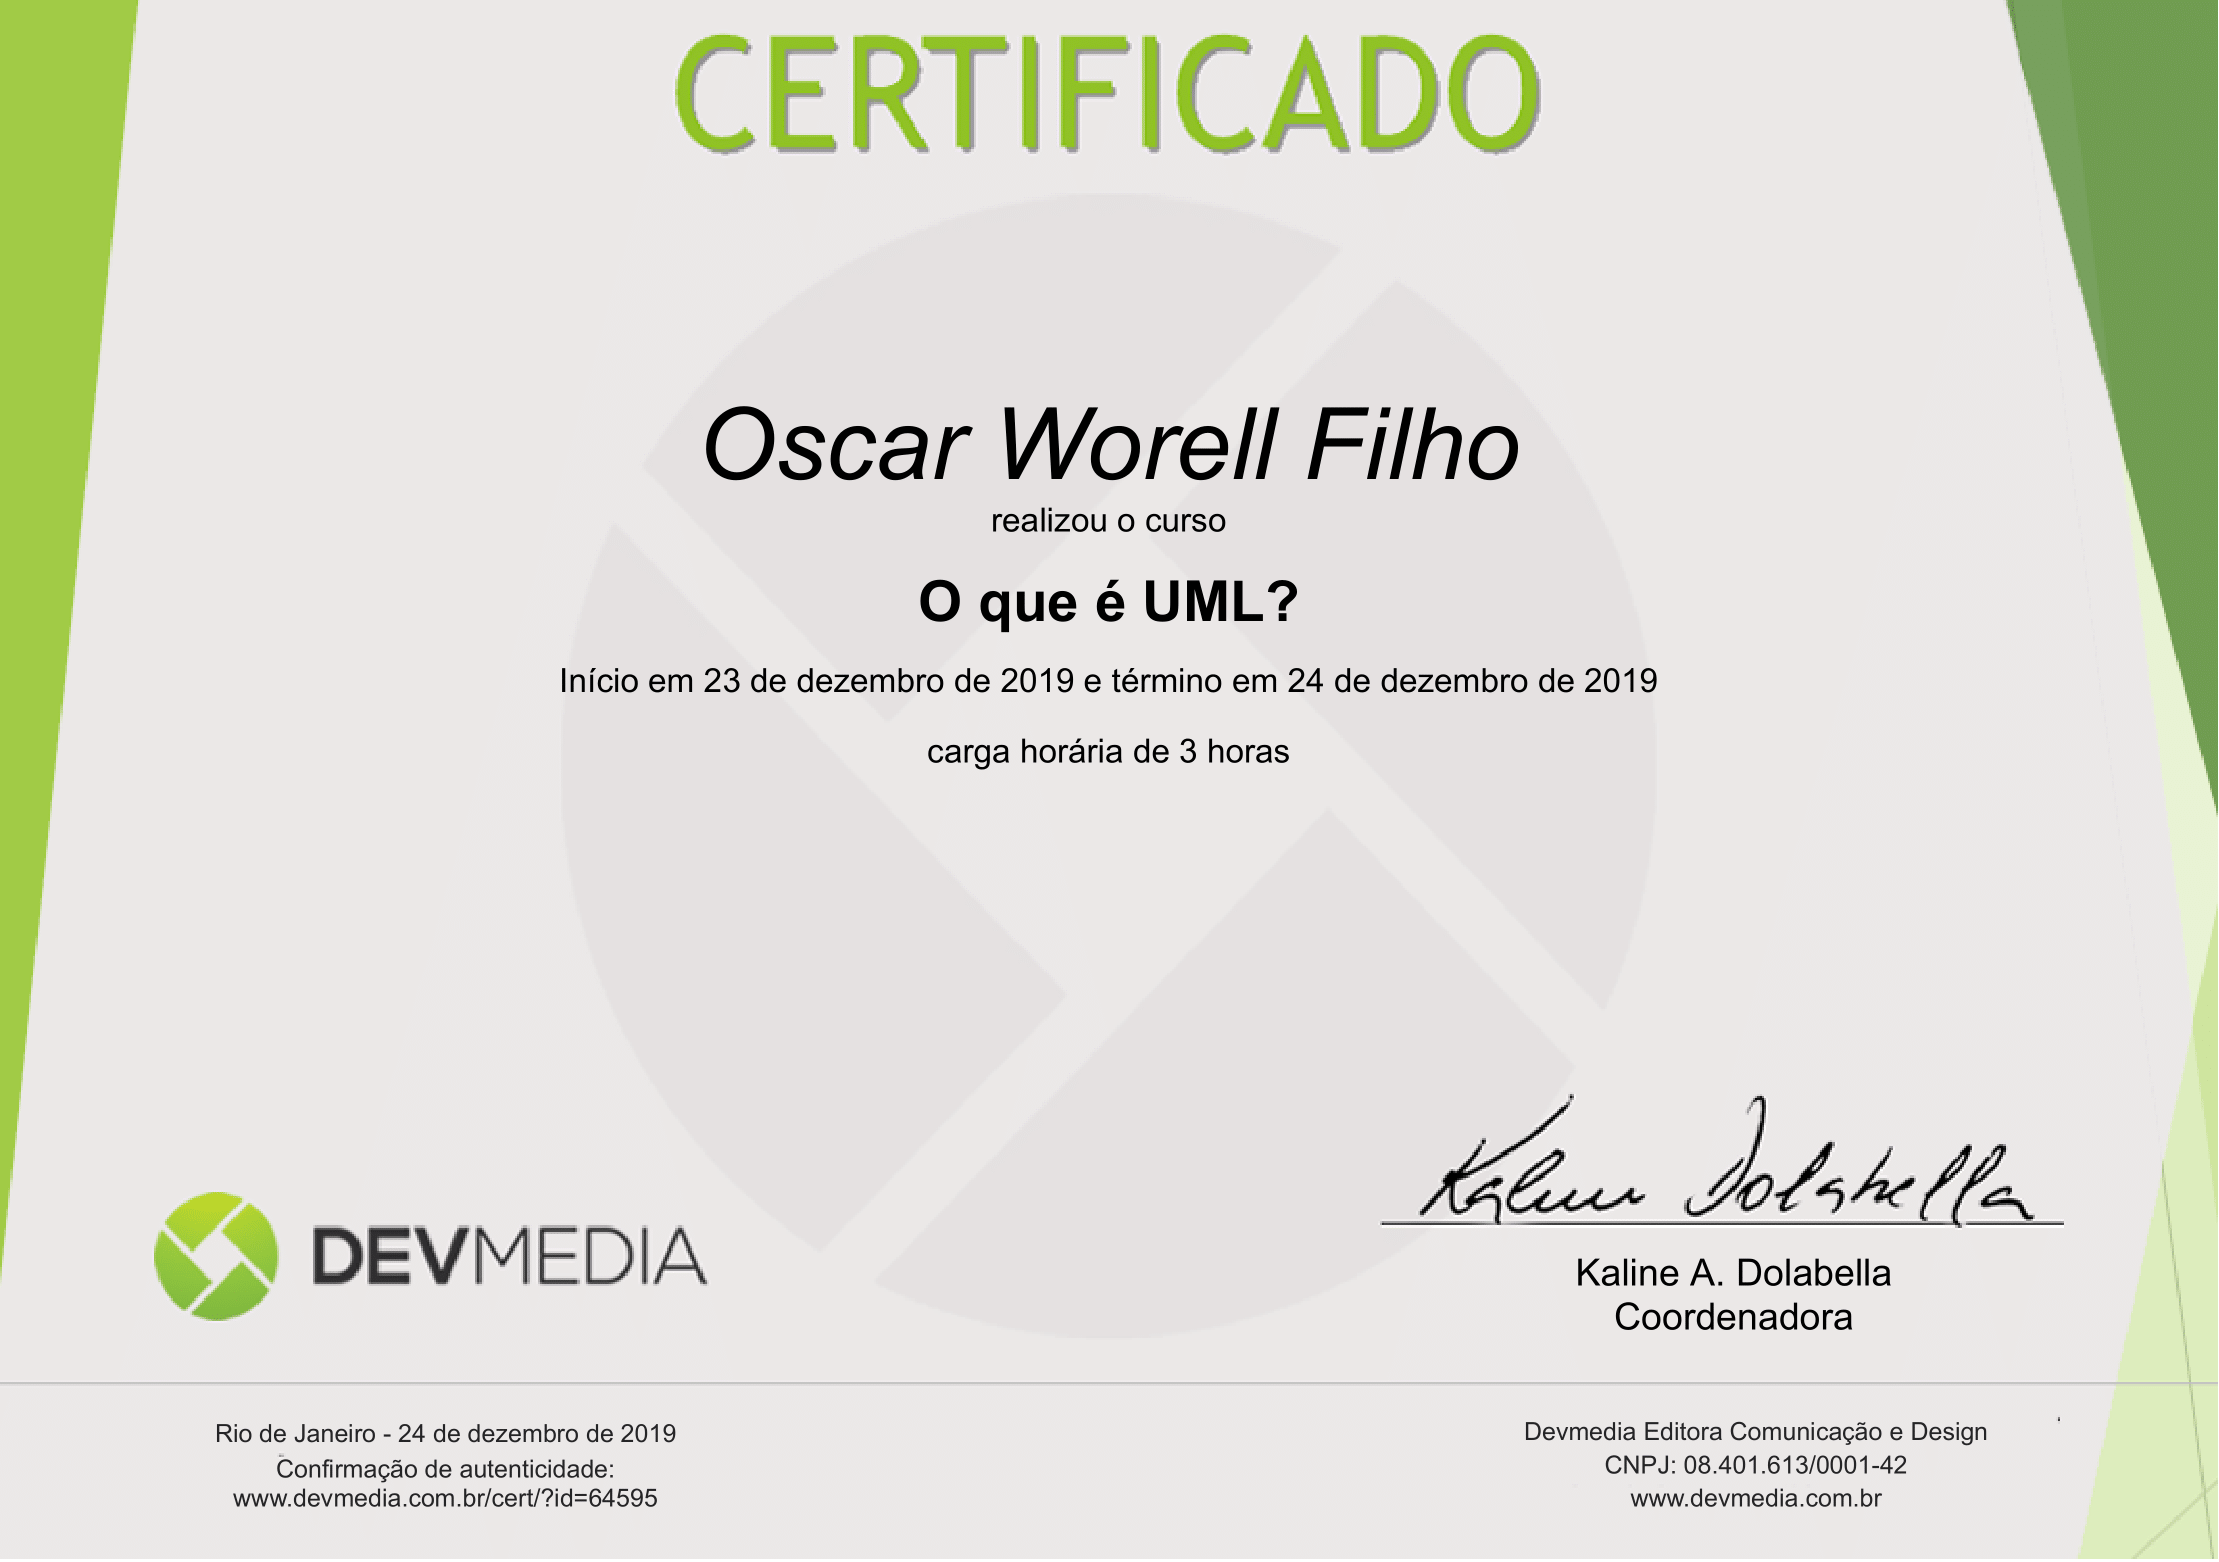 CERTIFICADO
Oscar Worell Filho
realizou o curso
O que é UML?
Início em 23 de dezembro de 2019 e término em 24 de dezembro de 2019
carga horária de 3 horas
Kaline Dolabella
DEVMEDIA
Kaline A. Dolabella
Coordenadora
Rio de Janeiro - 24 de dezembro de 2019
Confirmação de autenticidade:
www.devmedia.com.br/cert/?id=64595
Devmedia Editora Comunicação e Design
CNPJ: 08.401.613/0001-42
www.devmedia.com.br